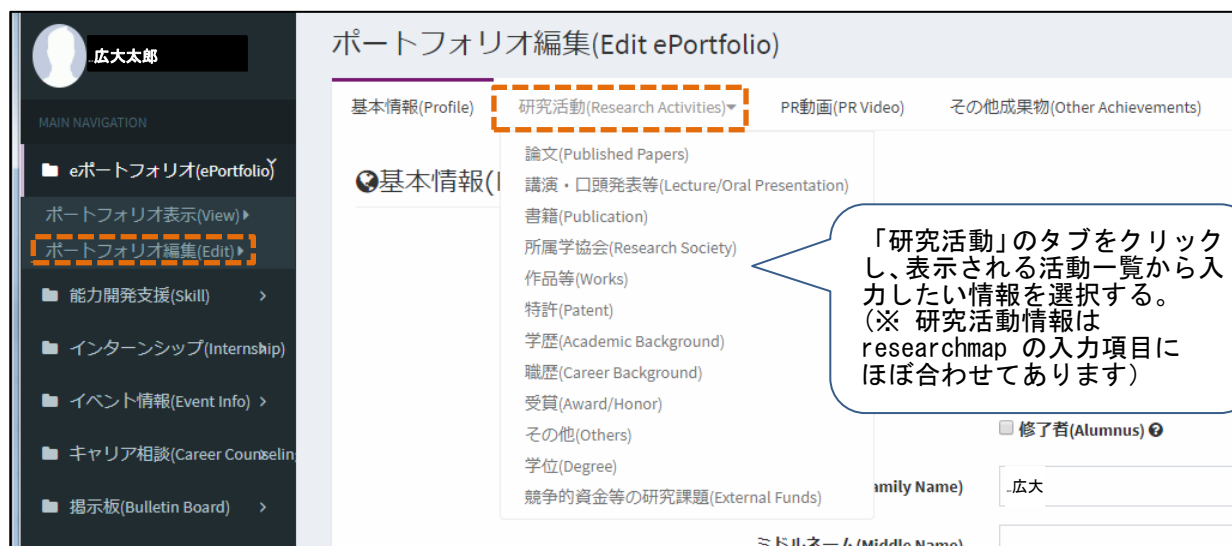 広大太郎
MAIN NAVIGATION
eポートフォリオ(ePortfolio)
ポートフォリオ表示(View)
ポートフォリオ編集(Edit)
能力開発支援(Skill)
インターンシップ(Internship)
イベント情報(Event Info)
キャリア相談(Career Counselin
掲示板(Bulletin Board)
ポートフォリオ編集(Edit ePortfolio)
基本情報(Profile) 研究活動(Research Activities) PR動画(PR Video) その他成果物(Other Achievements)
基本情報(
論文(Published Papers)
講演・口頭発表等(Lecture/Oral Presentation)
書籍(Publication)
所属学協会(Research Society)
作品等(Works)
特許(Patent)
学歴(Academic Background)
職歴(Career Background)
受賞(Award/Honor)
その他(Others)
学位(Degree)
競争的資金等の研究課題(External Funds)
「研究活動」のタブをクリック
し、表示される活動一覧から入
力したい情報を選択する。
(※ 研究活動情報は
researchmap の入力項目に
ほぼ合わせてあります)
修了者(Alumnus)
amily Name) 広大
ミドルネーム(Middle Name)